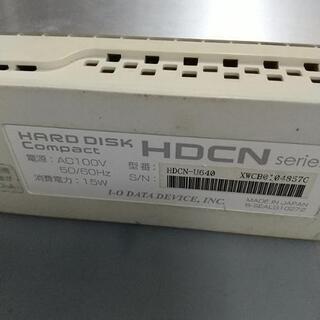 HARD DISK Compact HDCN series
電源：AC100V 50/60Hz
消費電力：15W
型番： HDCN-U640
S/N：
I-O DATA DEVICE, INC.
MADE IN JAPAN